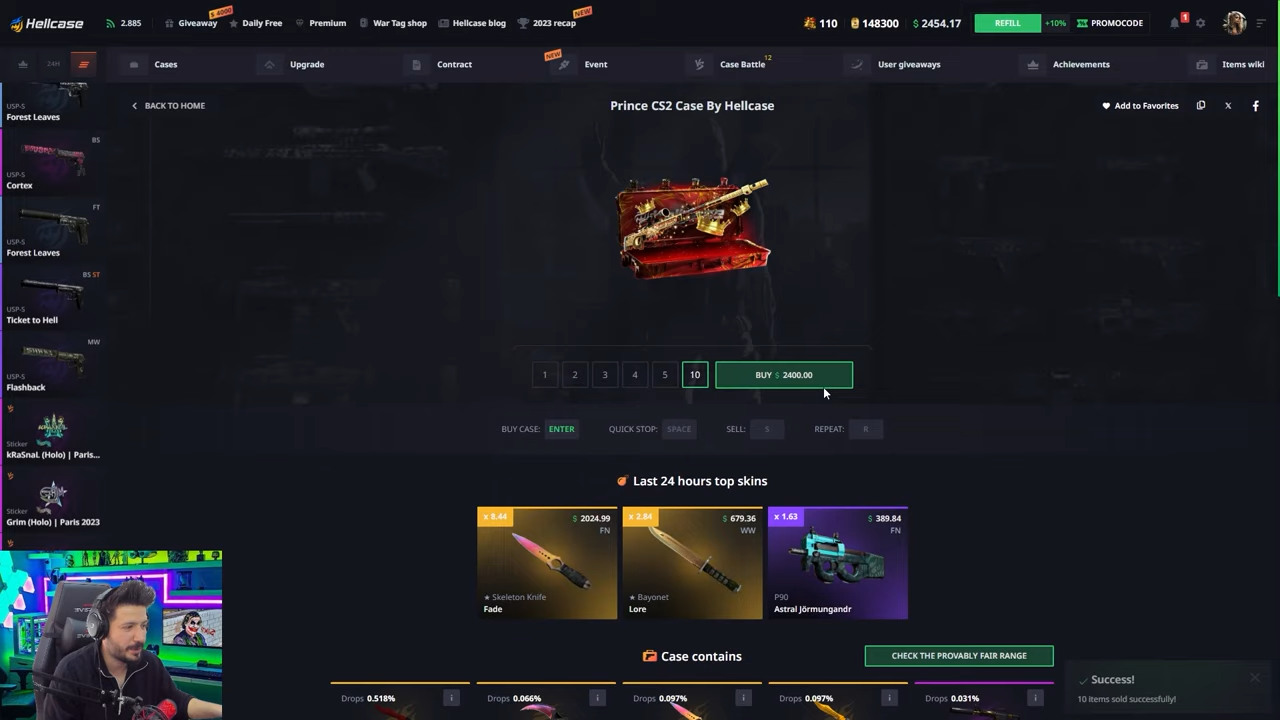 Hellcase
2.885
$ 4000
Giveaway
Daily Free
Premium
War Tag shop
Hellcase blog
NEW
2023 recap
110
148300
$ 2454.17
REFILL
+10%
PROMOCODE
1
24H
Cases
Upgrade
Contract
NEW
Event
Case Battle
12
User giveaways
Achievements
Items wiki
BACK TO HOME
Prince CS2 Case By Hellcase
Add to Favorites
USP-S
Forest Leaves
BS
USP-S
Cortex
FT
USP-S
Forest Leaves
BS ST
USP-S
Ticket to Hell
MW
USP-S
Flashback
Sticker
kRaSnaL (Holo) | Paris...
Sticker
Grim (Holo) | Paris 2023
1
2
3
4
5
10
BUY $ 2400.00
BUY CASE: ENTER
QUICK STOP: SPACE
SELL: S
REPEAT: R
Last 24 hours top skins
x 8.44
$ 2024.99
FN
★ Skeleton Knife
Fade
x 2.84
$ 679.36
WW
★ Bayonet
Lore
x 1.63
$ 389.84
FN
P90
Astral Jörmungandr
Case contains
CHECK THE PROVABLY FAIR RANGE
Drops 0.518%
Drops 0.066%
Drops 0.097%
Drops 0.097%
Drops 0.031%
Success!
10 items sold successfully!